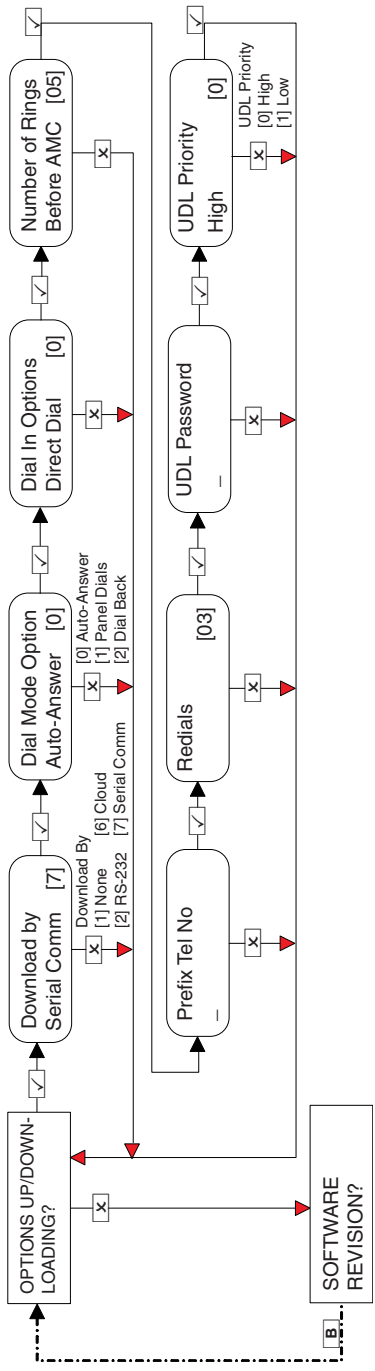 OPTIONS UP/DOWN-
LOADING?
Download by
Serial Comm [7]
Download By
[1] None
[2] RS-232
[6] Cloud
[7] Serial Comm
Dial Mode Option
Auto-Answer [0]
[0] Auto-Answer
[1] Panel Dials
[2] Dial Back
Dial In Options
Direct Dial [0]
Number of Rings
Before AMC [05]
Prefix Tel No
_
Redials
[03]
UDL Password
_
UDL Priority
High [0]
UDL Priority
[0] High
[1] Low
SOFTWARE
REVISION?
B